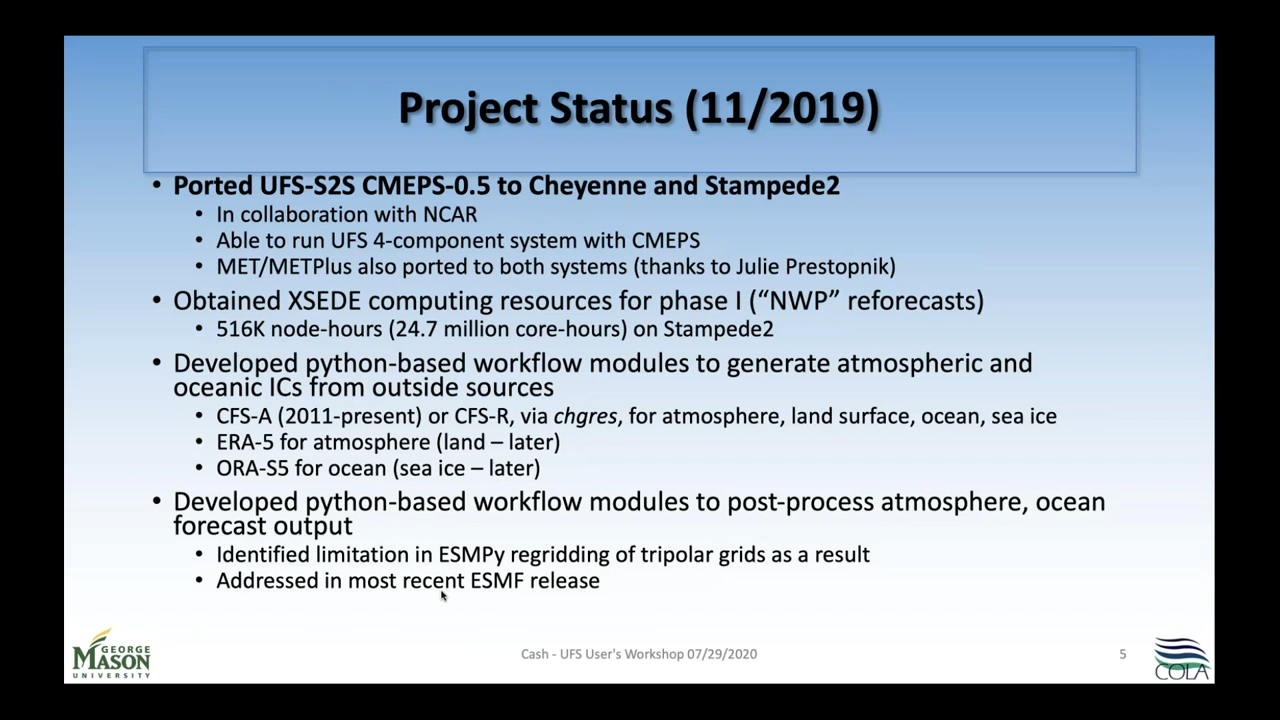 Project Status (11/2019)
• Ported UFS-S2S CMEPS-0.5 to Cheyenne and Stampede2
• In collaboration with NCAR
• Able to run UFS 4-component system with CMEPS
• MET/METPlus also ported to both systems (thanks to Julie Prestopnik)
• Obtained XSEDE computing resources for phase I (“NWP” reforecasts)
• 516K node-hours (24.7 million core-hours) on Stampede2
• Developed python-based workflow modules to generate atmospheric and
oceanic ICs from outside sources
• CFS-A (2011-present) or CFS-R, via chgres, for atmosphere, land surface, ocean, sea ice
• ERA-5 for atmosphere (land – later)
• ORA-S5 for ocean (sea ice – later)
• Developed python-based workflow modules to post-process atmosphere, ocean
forecast output
• Identified limitation in ESMPy regridding of tripolar grids as a result
• Addressed in most recent ESMF release
GEORGE
MASON
UNIVERSITY
Cash - UFS User's Workshop 07/29/2020
5
COLA